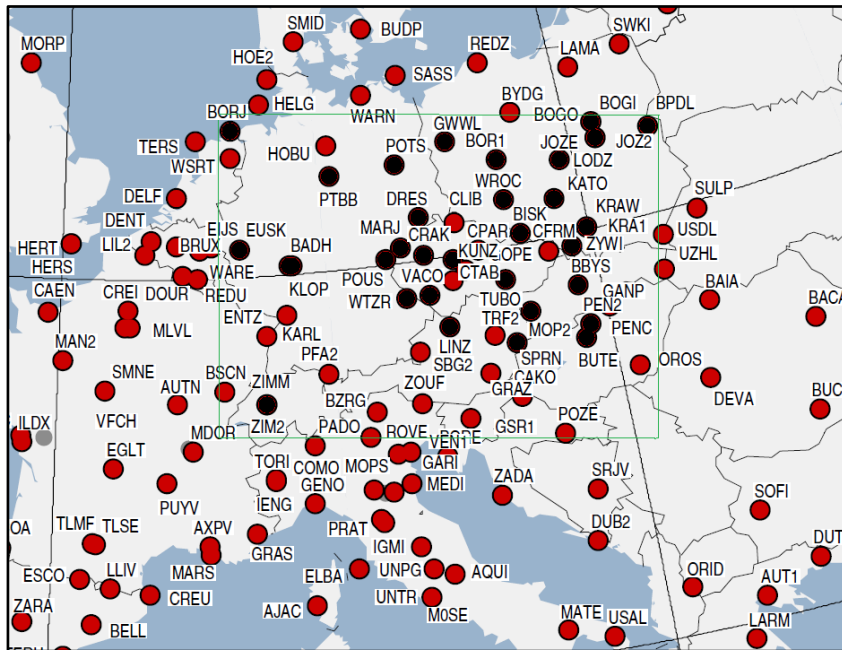 SMID
BUDP
SWKI
MORP
REDZ
LAMA
HOE2
SASS
HELG
WARN
BYDG
BOGI
BOGO
BPDL
BORJ
GWWL
TERS
HOBU
BOR1
JOZE
JOZ2
WSRT
POTS
LODZ
PTBB
WROC
KATO
DELF
DRES
CLIB
KRAW
SULP
DENT
EIJS
EUSK
MARJ
BISK
KRA1
USDL
HERT
LIL2
BRUX
CRAK
CPAR
CFRM
ZYWI
HERS
BADH
KUNZ
UZHL
WARE
POUS
VACO
CTAB
BBYS
CAEN
CREI
DOUR
REDU
KLOP
WTZR
TUBO
GANP
BAIA
BACA
ENTZ
TRF2
PEN2
MLVL
KARL
MOP2
PENC
MAN2
LINZ
SPRN
BUTE
PFA2
SBG2
CAKO
OROS
SMNE
BSCN
ZIMM
ZOUF
GRAZ
DEVA
AUTN
BZRG
BUC
VFCH
ILDX
MDOR
ZIM2
PADO
GSR1
POZE
ROVE
VEN1
EGLT
TORI
COMO
MOPS
GARI
PUYV
IENG
GENO
MEDI
ZADA
SRJV
SOFI
OA
TLMF
TLSE
AXPV
PRAT
DUB2
GRAS
IGMI
DUT
ESCO
LLIV
MARS
ELBA
UNPG
AQUI
ORID
AUT1
CREU
UNTR
ZARA
AJAC
M0SE
BELL
MATE
USAL
LARM